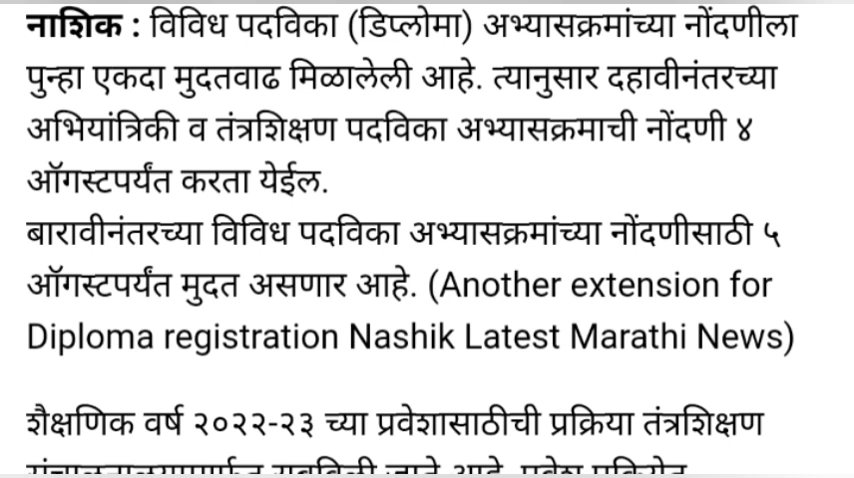 नाशिक : विविध पदविका (डिप्लोमा) अभ्यासक्रमांच्या नोंदणीला
पुन्हा एकदा मुदतवाढ मिळालेली आहे. त्यानुसार दहावीनंतरच्या
अभियांत्रिकी व तंत्रशिक्षण पदविका अभ्यासक्रमाची नोंदणी ४
ऑगस्टपर्यंत करता येईल.
बारावीनंतरच्या विविध पदविका अभ्यासक्रमांच्या नोंदणीसाठी ५
ऑगस्टपर्यंत मुदत असणार आहे. (Another extension for
Diploma registration Nashik Latest Marathi News)
शैक्षणिक वर्ष २०२२-२३ च्या प्रवेशासाठीची प्रक्रिया तंत्रशिक्षण